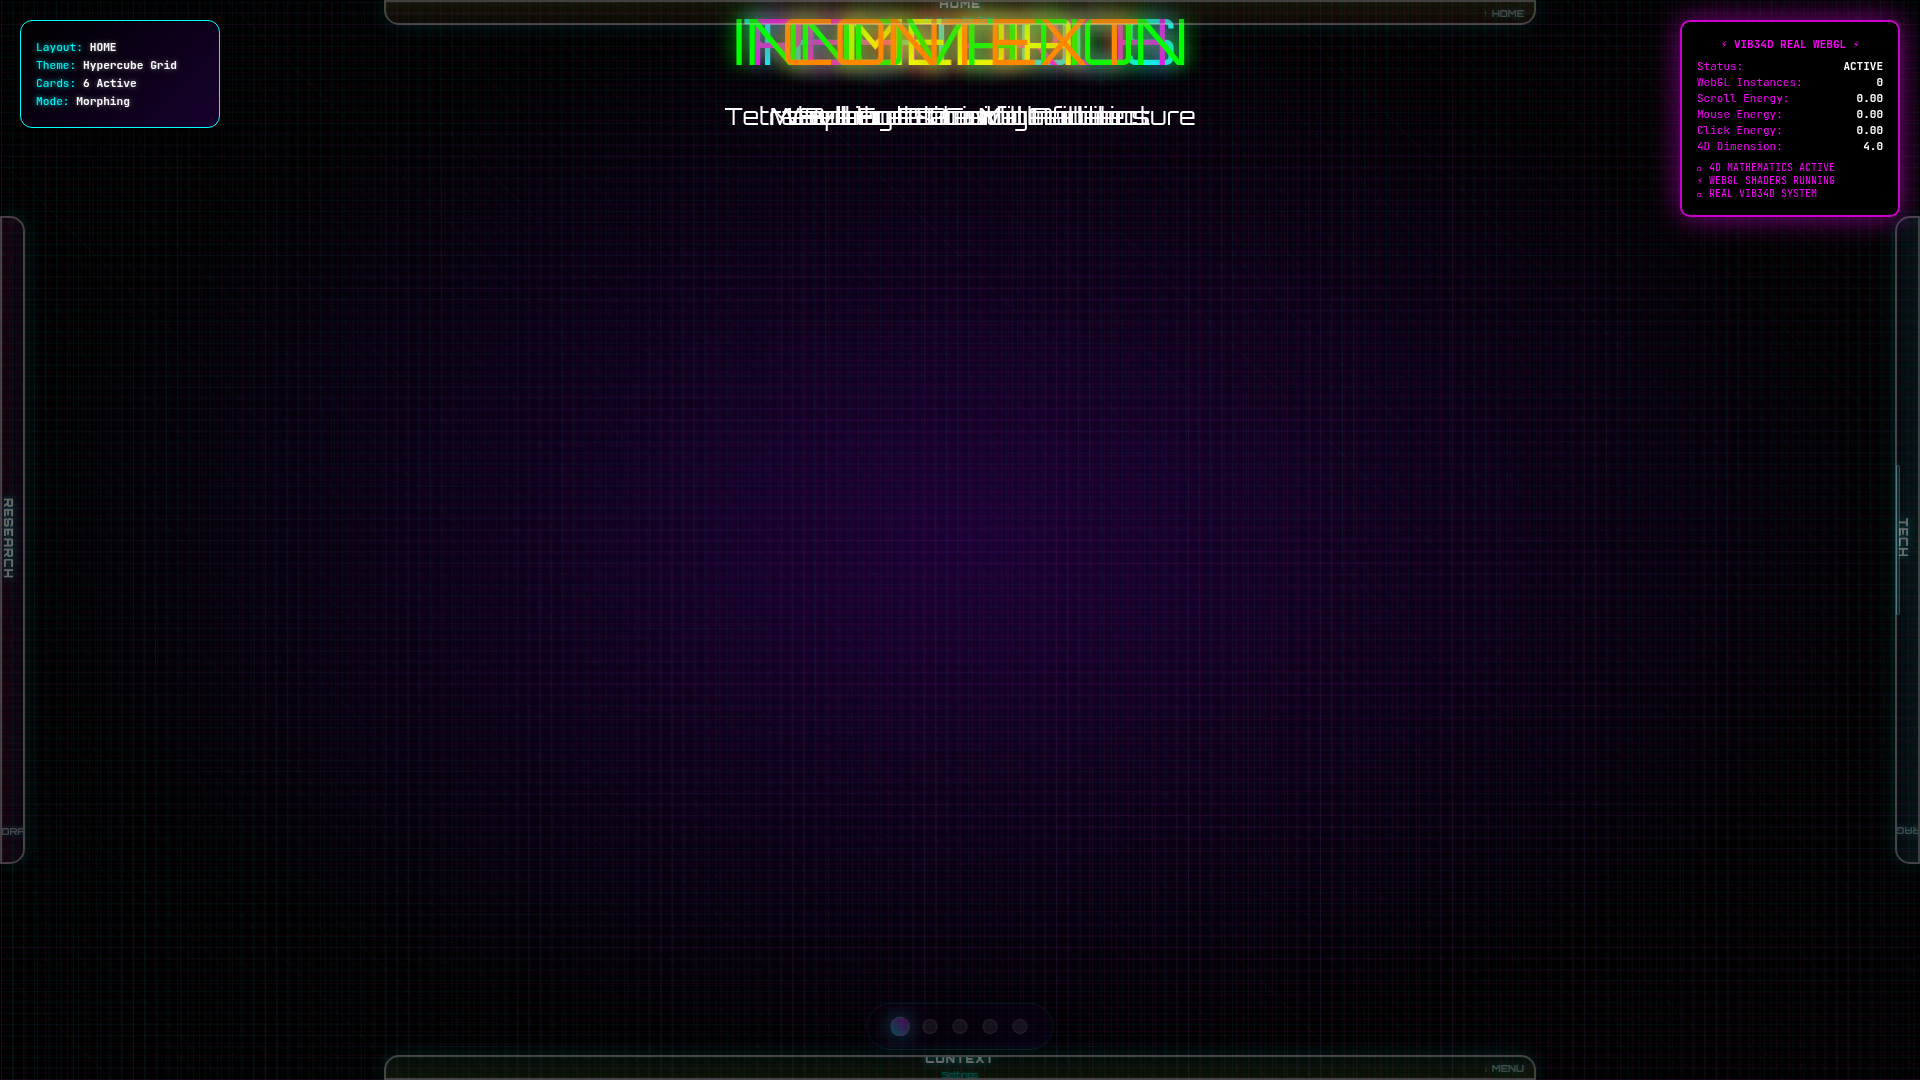 HOME
↑ HOME
Layout: HOME
Theme: Hypercube Grid
Cards: 6 Active
Mode: Morphing
⚡ VIB34D REAL WEBGL ⚡
Status: ACTIVE
WebGL Instances: 0
Scroll Energy: 0.00
Mouse Energy: 0.00
Click Energy: 0.00
4D Dimension: 4.0
4D MATHEMATICS ACTIVE
⚡ WEBGL SHADERS RUNNING
REAL VIB34D SYSTEM
CONTEXT
RESEARCH
TECH
CONTEXT
Settings
↓ MENU